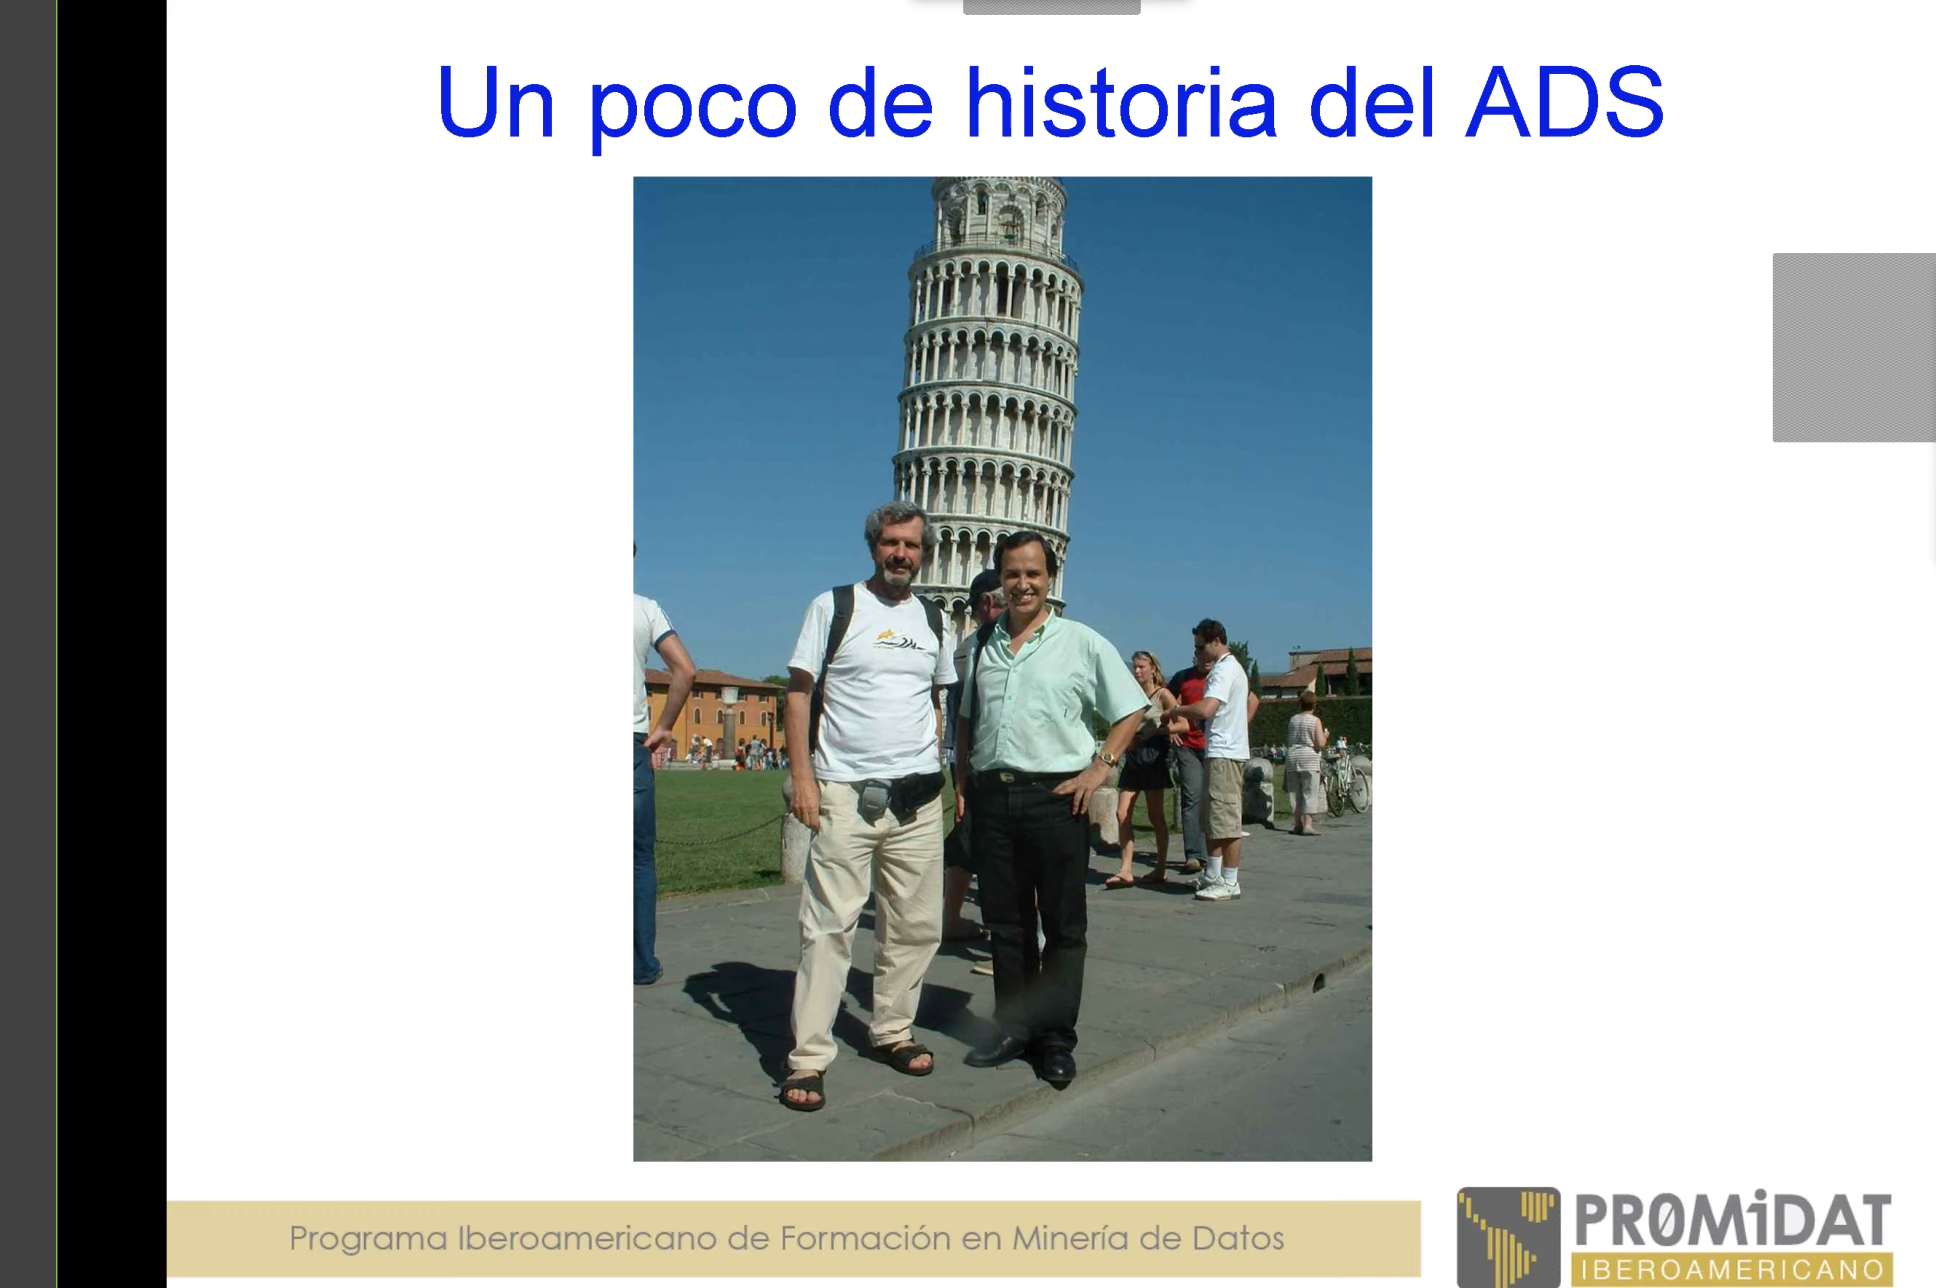 Un poco de historia del ADS
Programa Iberoamericano de Formación en Minería de Datos
PR0MiDAT
IBEROAMERICANO